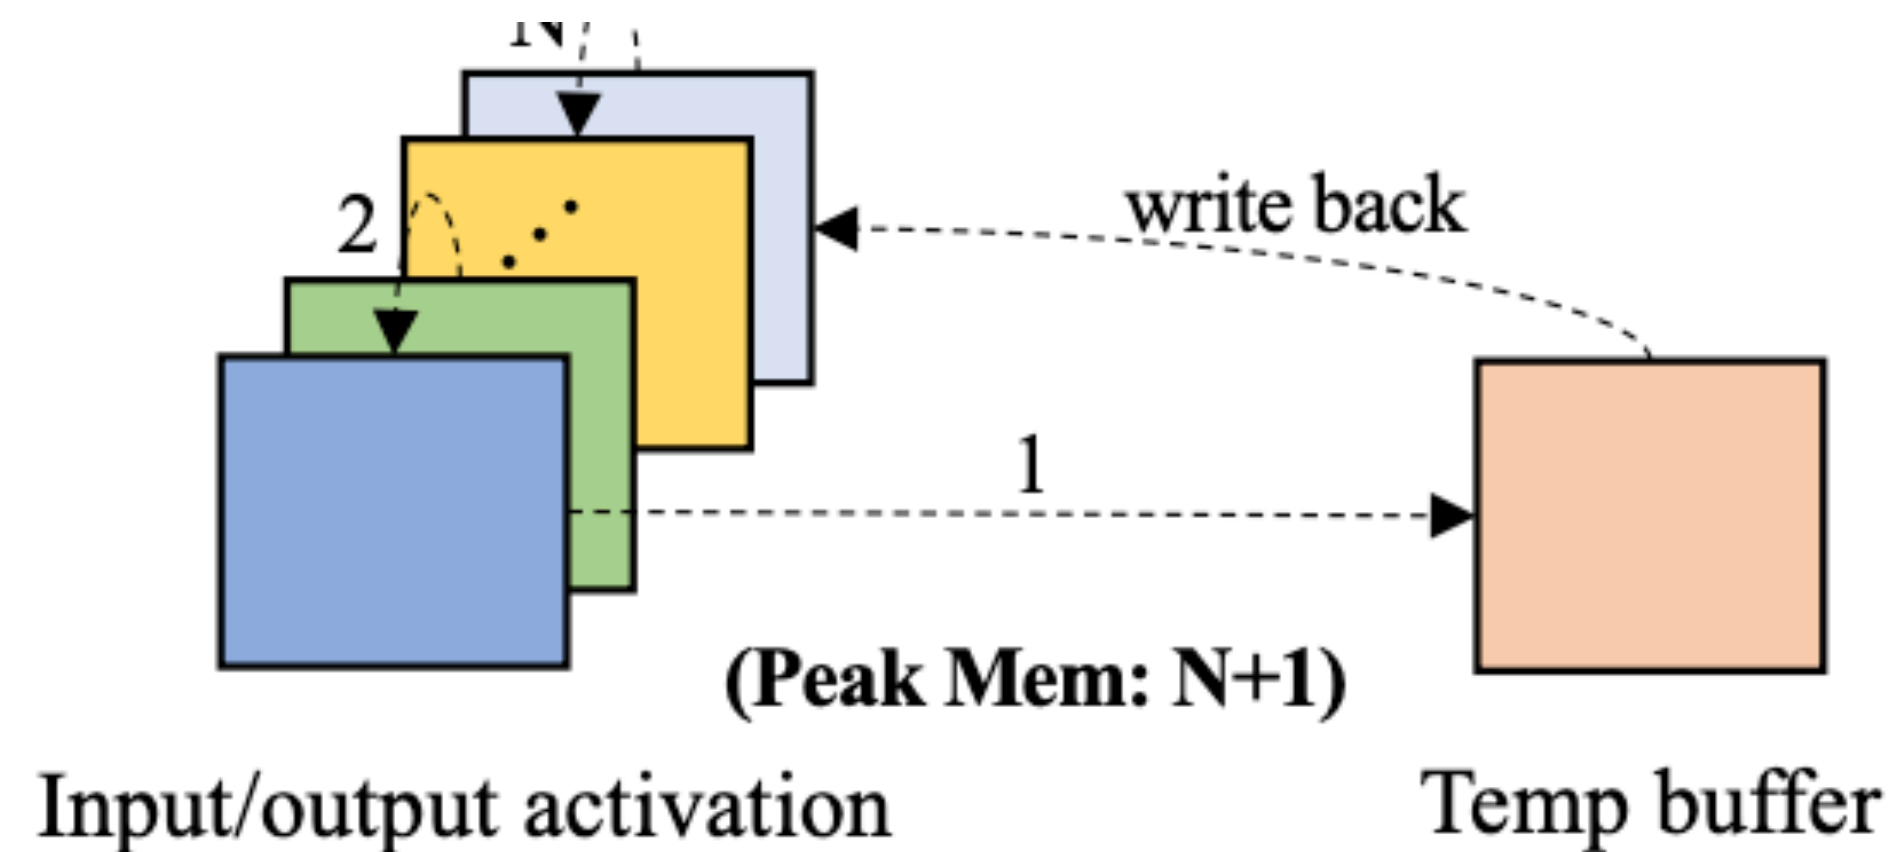 N
2
write back
1
(Peak Mem: N+1)
Input/output activation
Temp buffer